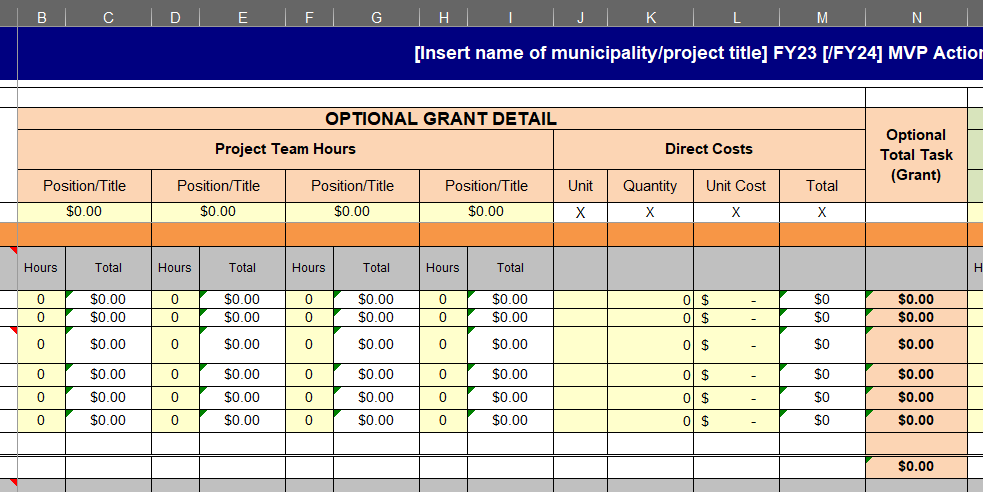 B C D E F G H I J K L M N
[Insert name of municipality/project title] FY23 [/FY24] MVP Action
OPTIONAL GRANT DETAIL
Optional
Total Task
(Grant)
Project Team Hours Direct Costs
Position/Title Position/Title Position/Title Position/Title Unit Quantity Unit Cost Total
$0.00 $0.00 $0.00 $0.00 X X X X
Hours Total Hours Total Hours Total Hours Total H
0 $0.00 0 $0.00 0 $0.00 0 $0.00 0 $ - $0 $0.00
0 $0.00 0 $0.00 0 $0.00 0 $0.00 0 $ - $0 $0.00
0 $0.00 0 $0.00 0 $0.00 0 $0.00 0 $ - $0 $0.00
0 $0.00 0 $0.00 0 $0.00 0 $0.00 0 $ - $0 $0.00
0 $0.00 0 $0.00 0 $0.00 0 $0.00 0 $ - $0 $0.00
0 $0.00 0 $0.00 0 $0.00 0 $0.00 0 $ - $0 $0.00
$0.00